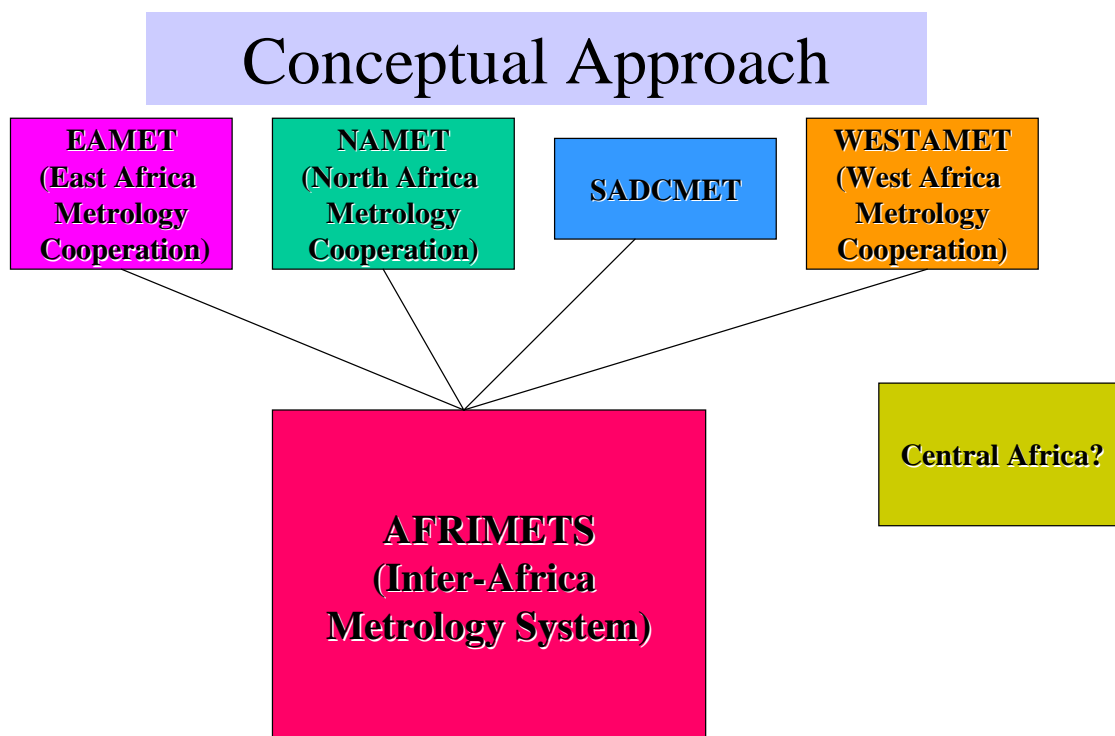 Conceptual Approach
EAMET
(East Africa
Metrology
Cooperation)
NAMET
(North Africa
Metrology
Cooperation)
SADCMET
WESTAMET
(West Africa
Metrology
Cooperation)
Central Africa?
AFRIMETS
(Inter-Africa
Metrology System)